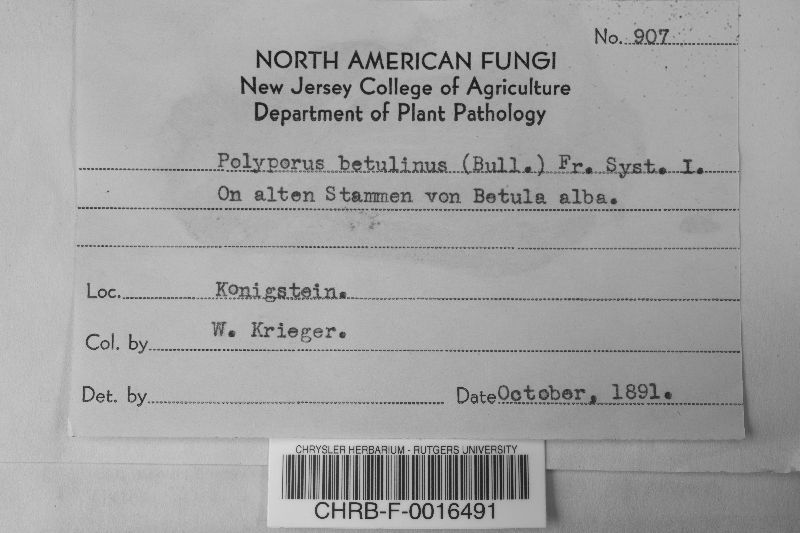 No. 907
NORTH AMERICAN FUNGI
New Jersey College of Agriculture
Department of Plant Pathology
Polyporus betulinus (Bull.) Fr. Syst. I.
On alten Stammen von Betula alba.
Loc. Konigstein.
Col. by W. Krieger.
Det. by
Date October, 1891.
CHRYSLER HERBARIUM - RUTGERS UNIVERSITY
CHRB-F-0016491